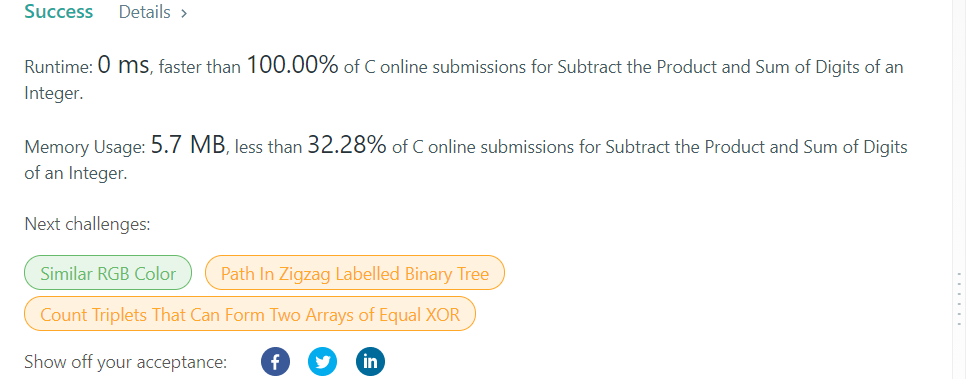 Success Details >
Runtime: 0 ms, faster than 100.00% of C online submissions for Subtract the Product and Sum of Digits of an
Integer.
Memory Usage: 5.7 MB, less than 32.28% of C online submissions for Subtract the Product and Sum of Digits
of an Integer.
Next challenges:
Similar RGB Color Path In Zigzag Labelled Binary Tree
Count Triplets That Can Form Two Arrays of Equal XOR
Show off your acceptance: f in